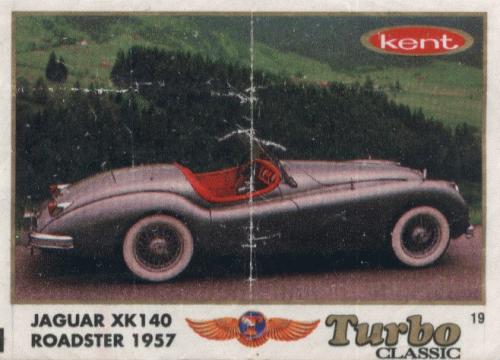 kent
JAGUAR XK140
ROADSTER 1957
Turbo
CLASSIC
19